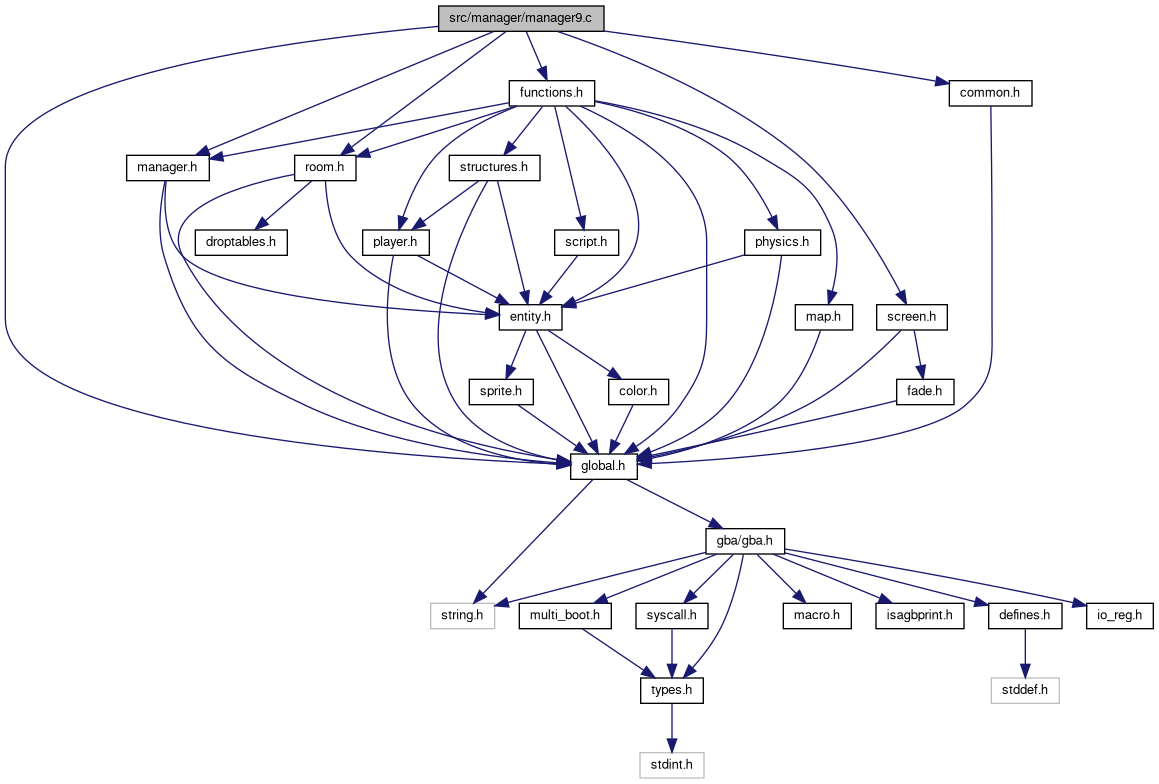 src/manager/manager9.c
functions.h
common.h
manager.h
room.h
structures.h
droptables.h
player.h
script.h
physics.h
entity.h
map.h
screen.h
sprite.h
color.h
fade.h
global.h
gba/gba.h
string.h
multi_boot.h
syscall.h
macro.h
isagbprint.h
defines.h
io_reg.h
types.h
stddef.h
stdint.h